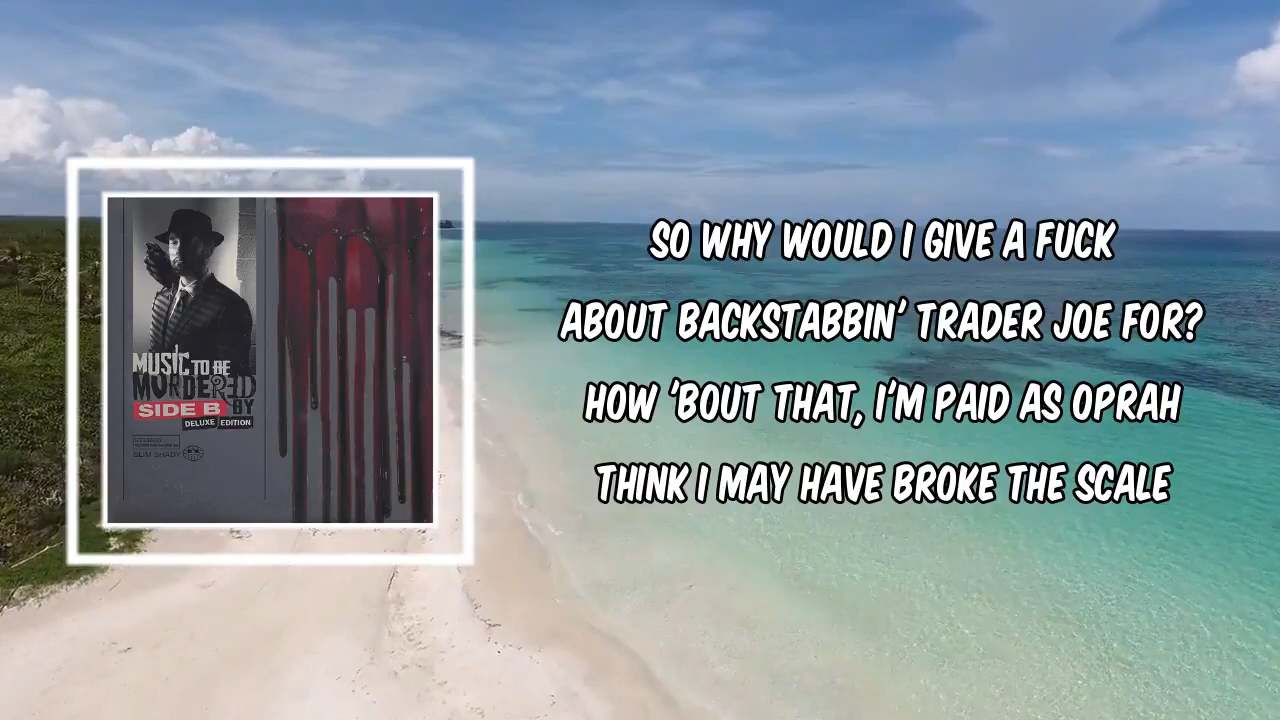 MUSIC TO BE
MURDERED
SIDE B BY
DELUXE EDITION
STEREO
SLIM SHADY
SO WHY WOULD I GIVE A FUCK
ABOUT BACKSTABBIN' TRADER JOE FOR?
HOW 'BOUT THAT, I'M PAID AS OPRAH
THINK I MAY HAVE BROKE THE SCALE